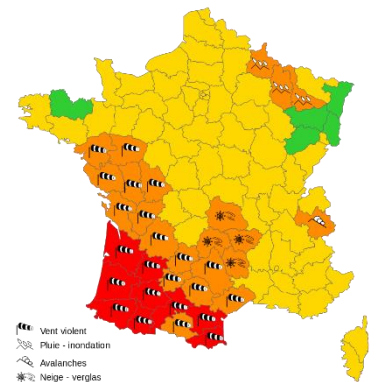 Vent violent
Pluie - inondation
Avalanches
Neige - verglas